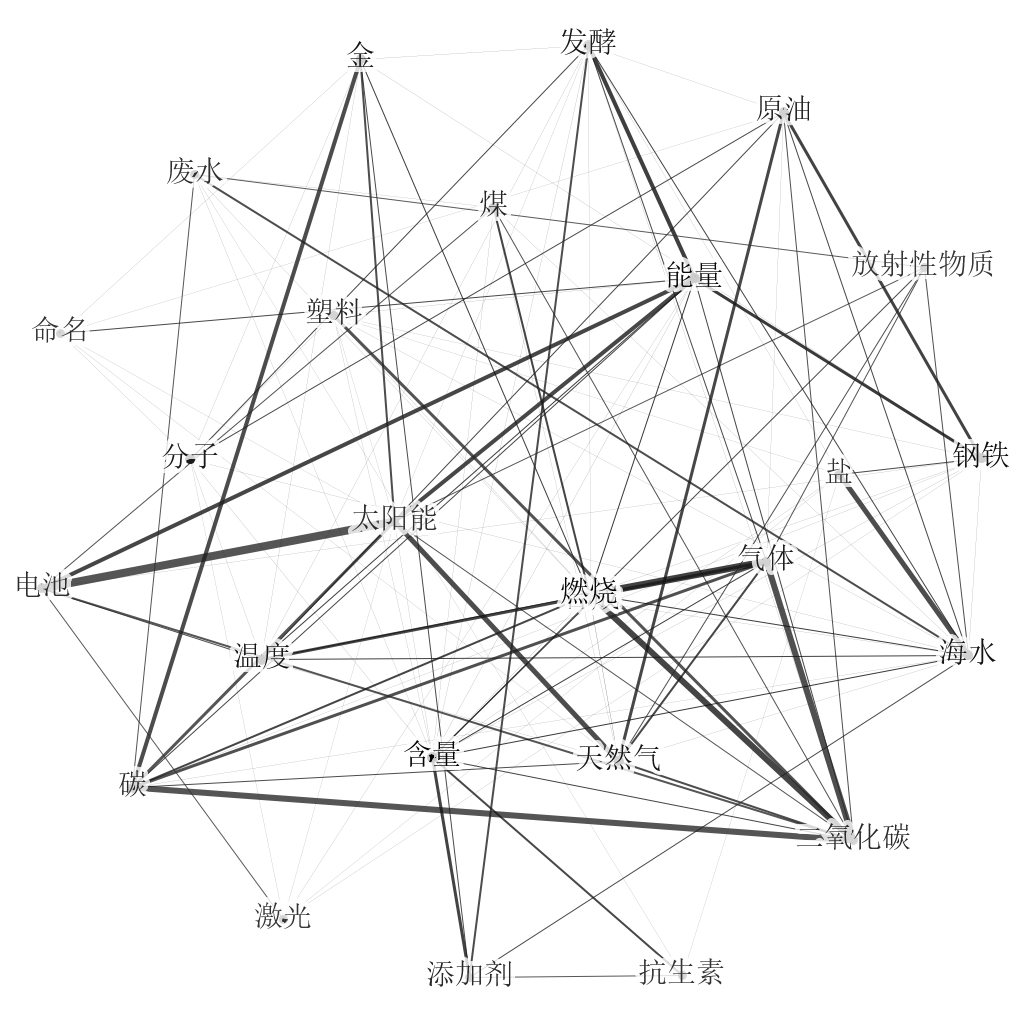 发酵
金
原油
废水
煤
放射性物质
能量
塑料
命名
分子
钢铁
盐
太阳能
气体
电池
燃烧
海水
温度
含量
天然气
碳
二氧化碳
激光
添加剂
抗生素